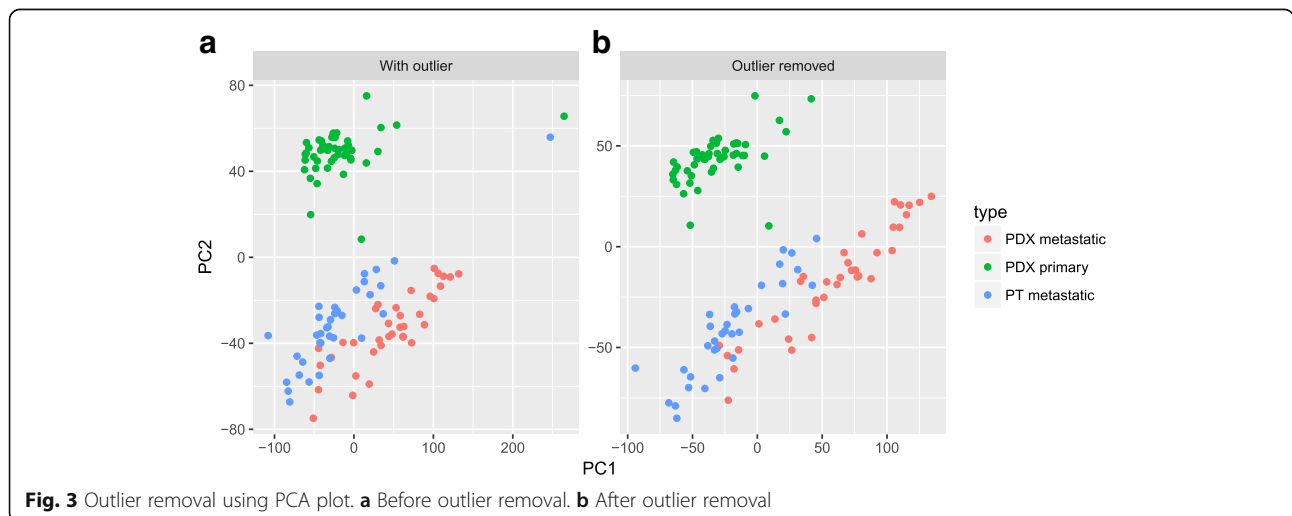 a
b
With outlier
Outlier removed
80
40
0
−40
−80
PC2
50
0
−50
−100
0
100
200
−100
−50
0
50
100
PC1
type
PDX metastatic
PDX primary
PT metastatic
Fig. 3 Outlier removal using PCA plot. a Before outlier removal. b After outlier removal